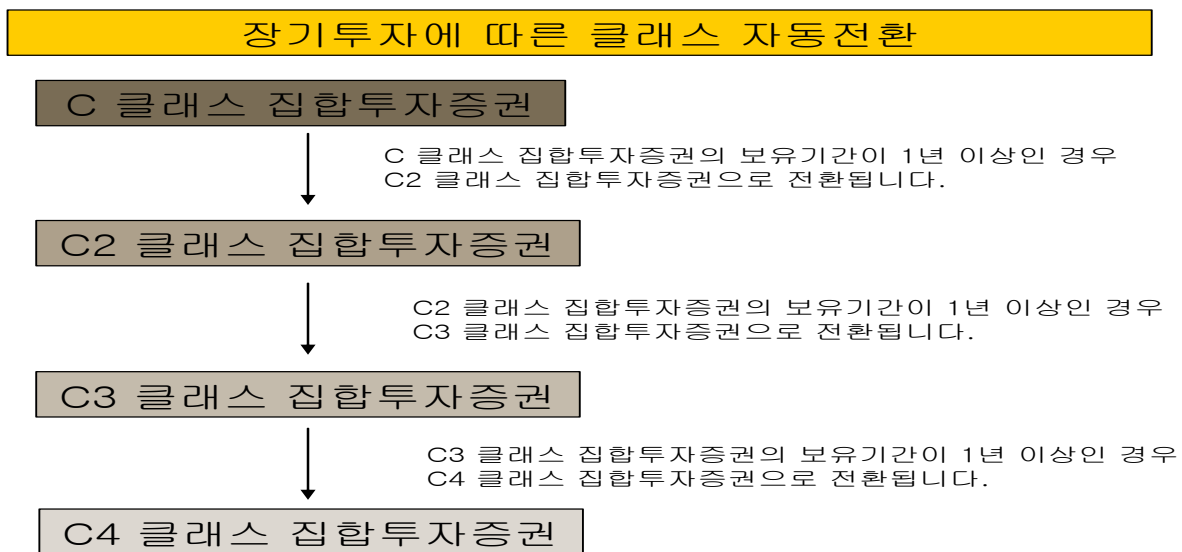 장기투자에 따른 클래스 자동전환
C 클래스 집합투자증권
C 클래스 집합투자증권의 보유기간이 1년 이상인 경우
C2 클래스 집합투자증권으로 전환됩니다.
C2 클래스 집합투자증권
C2 클래스 집합투자증권의 보유기간이 1년 이상인 경우
C3 클래스 집합투자증권으로 전환됩니다.
C3 클래스 집합투자증권
C3 클래스 집합투자증권의 보유기간이 1년 이상인 경우
C4 클래스 집합투자증권으로 전환됩니다.
C4 클래스 집합투자증권